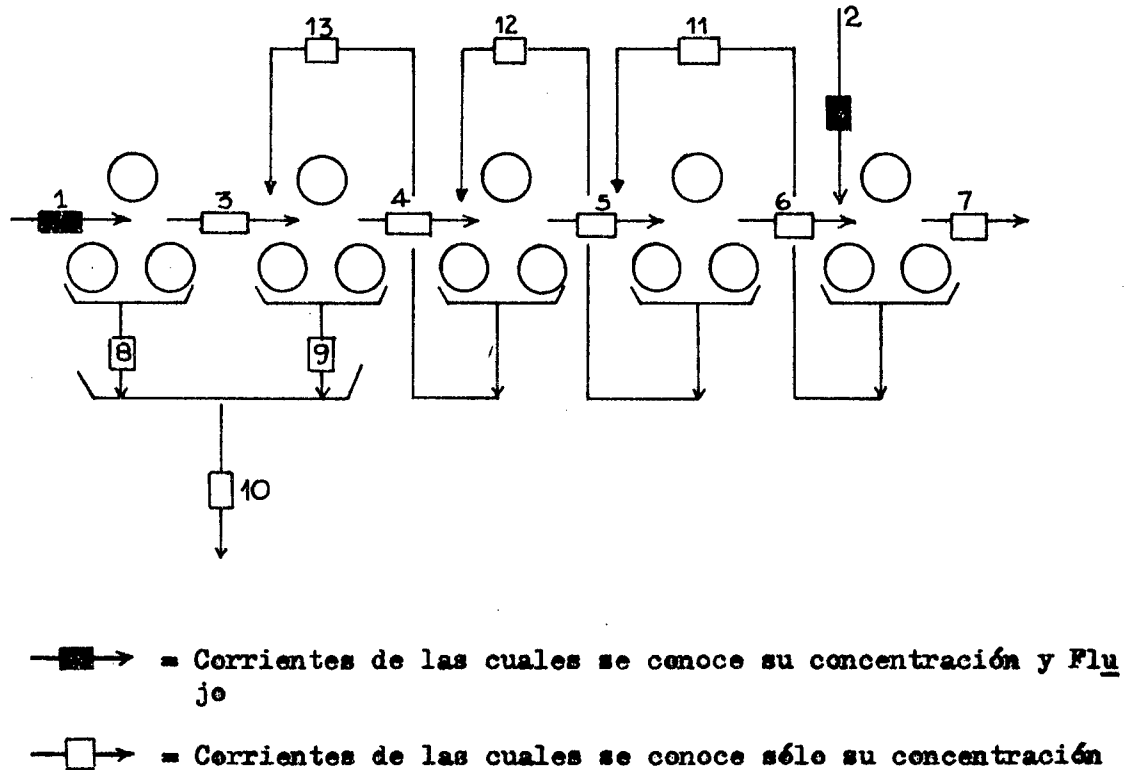 13 12 11 2
1 3 4 5 6 7
8 9
10
= Corrientes de las cuales se conoce su concentración y Flu
jo
= Corrientes de las cuales se conoce sólo su concentración